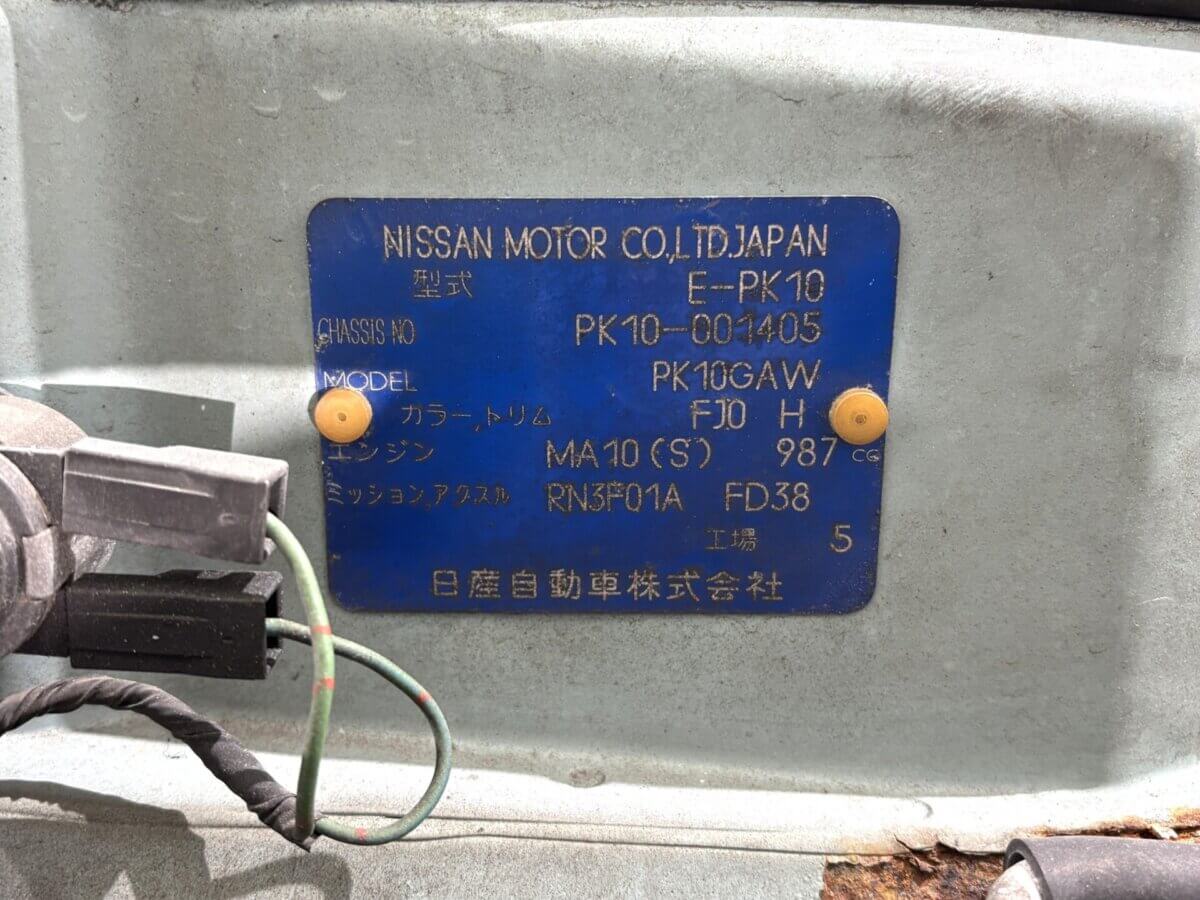 NISSAN MOTOR CO.,LTD.JAPAN
型式 E-PK10
CHASSIS NO PK10-001405
MODEL PK10GAW
カラー,トリム FJ0 H
エンジン MA10(S) 987 CC
ミッション,アクスル RN3F01A FD38
工場 5
日産自動車株式会社